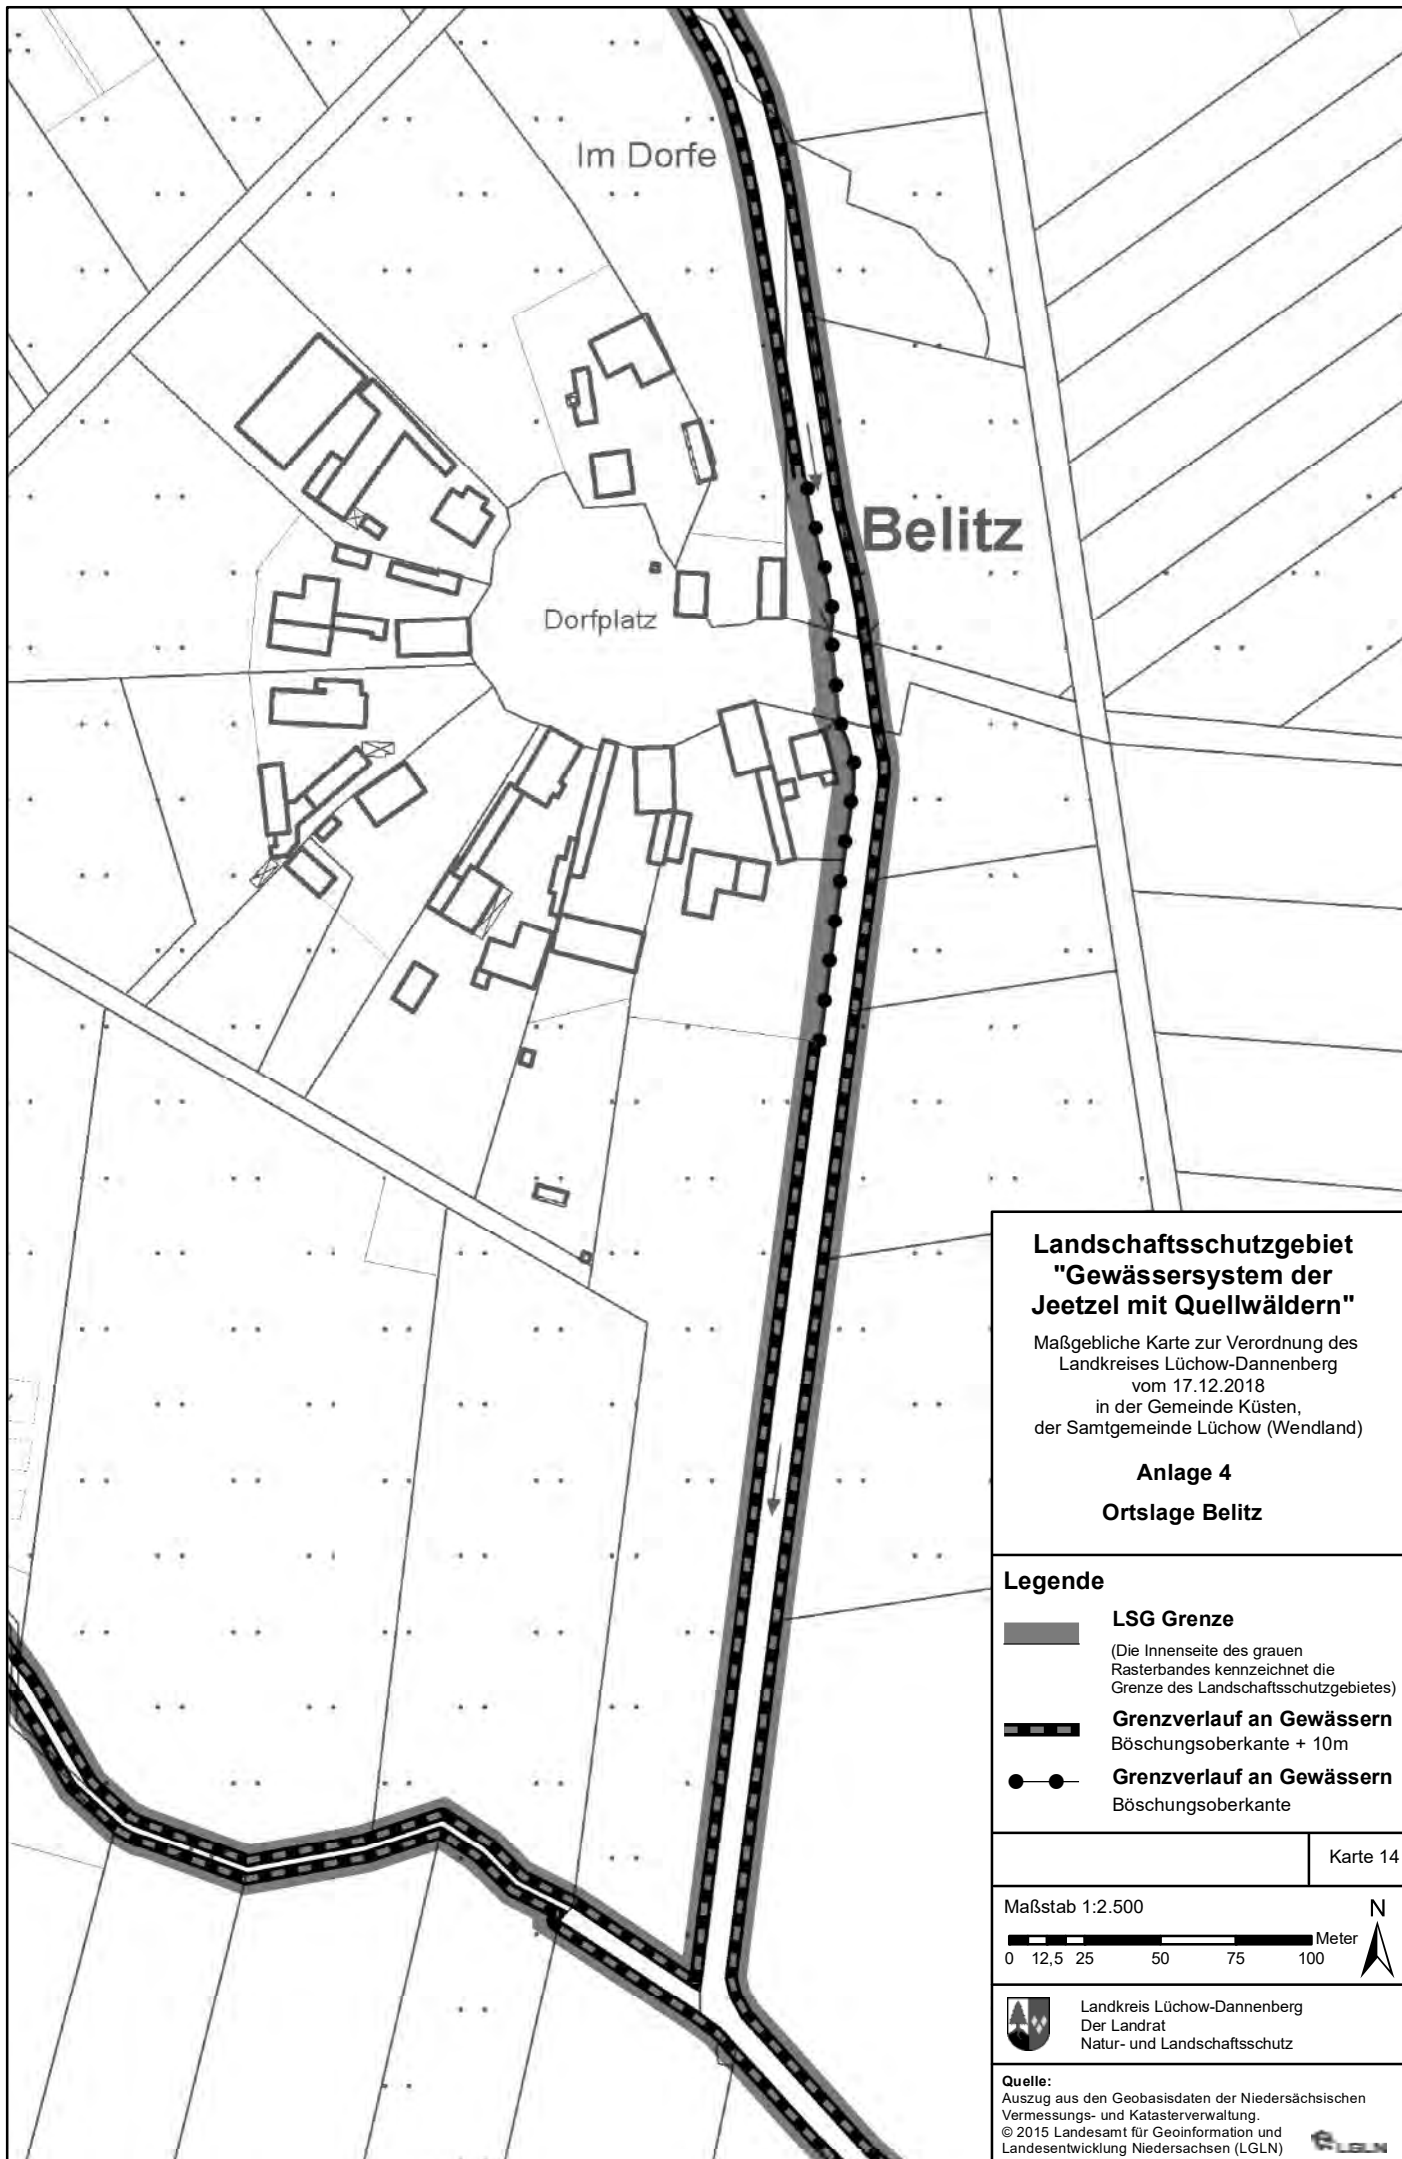 Im Dorfe
Belitz
Dorfplatz
Landschaftsschutzgebiet
"Gewässersystem der
Jeetzel mit Quellwäldern"
Maßgebliche Karte zur Verordnung des
Landkreises Lüchow-Dannenberg
vom 17.12.2018
in der Gemeinde Küsten,
der Samtgemeinde Lüchow (Wendland)
Anlage 4
Ortslage Belitz
Legende
LSG Grenze
(Die Innenseite des grauen
Rasterbandes kennzeichnet die
Grenze des Landschaftsschutzgebietes)
Grenzverlauf an Gewässern
Böschungsoberkante + 10m
Grenzverlauf an Gewässern
Böschungsoberkante
Karte 14
Maßstab 1:2.500
N
Meter
0 12,5 25 50 75 100
Landkreis Lüchow-Dannenberg
Der Landrat
Natur- und Landschaftsschutz
Quelle:
Auszug aus den Geobasisdaten der Niedersächsischen
Vermessungs- und Katasterverwaltung.
© 2015 Landesamt für Geoinformation und
Landesentwicklung Niedersachsen (LGLN)
LGLN